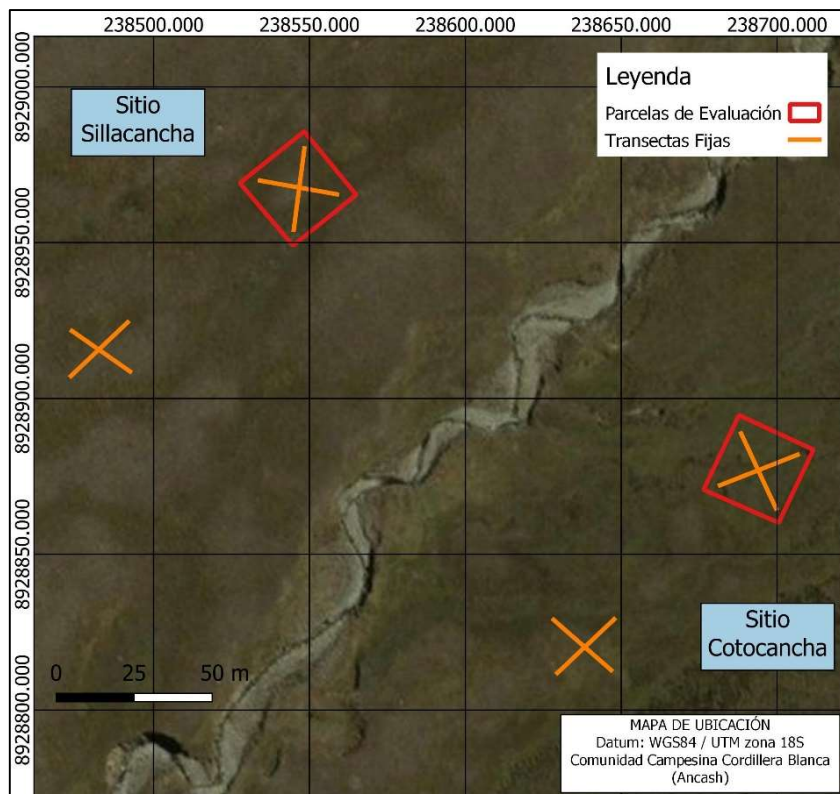 238500.000 238550.000 238600.000 238650.000 238700.000
8929000.000
8928950.000
8928900.000
8928850.000
8928800.000
Sitio
Sillacancha
Leyenda
Parcelas de Evaluación
Transectas Fijas
Sitio
Cotocancha
0 25 50 m
MAPA DE UBICACIÓN
Datum: WGS84 / UTM zona 18S
Comunidad Campesina Cordillera Blanca
(Ancash)